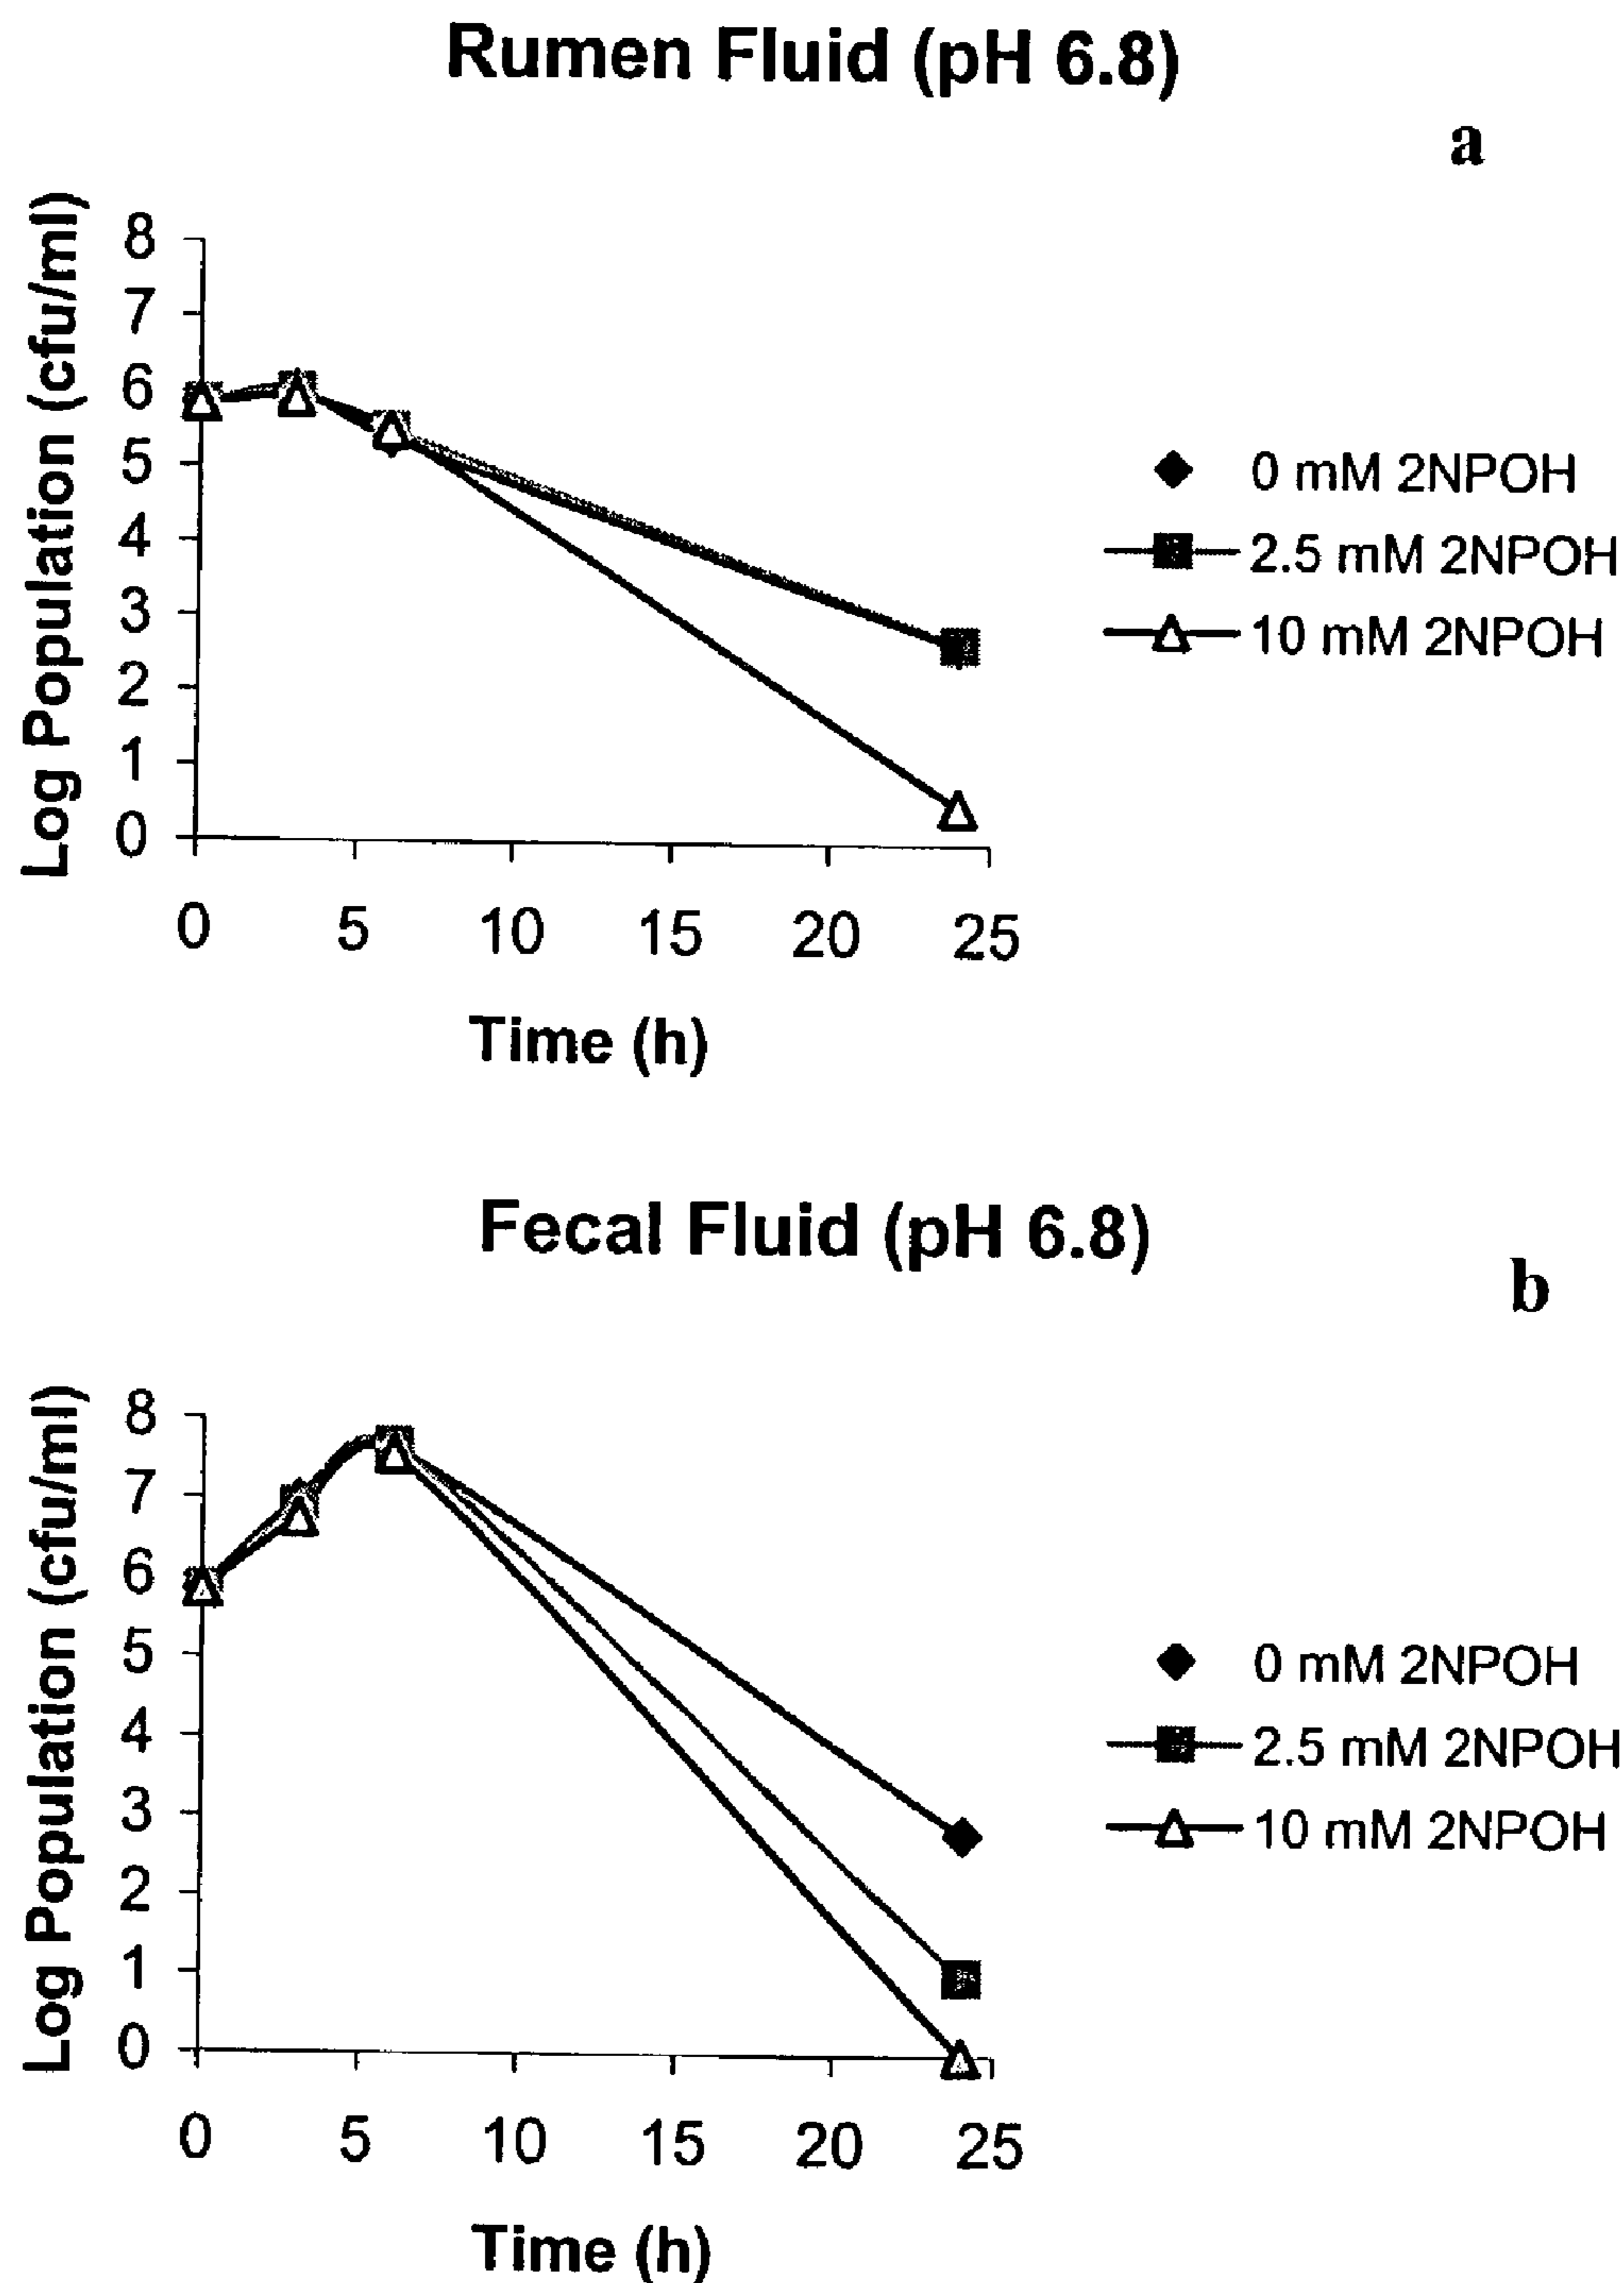 Rumen Fluid (pH 6.8)
a
Log Population (cfu/ml)
8
7
6
5
4
3
2
1
0
0 5 10 15 20 25
Time (h)
0 mM 2NPOH
2.5 mM 2NPOH
10 mM 2NPOH
Fecal Fluid (pH 6.8)
b
Log Population (cfu/ml)
8
7
6
5
4
3
2
1
0
0 5 10 15 20 25
Time (h)
0 mM 2NPOH
2.5 mM 2NPOH
10 mM 2NPOH